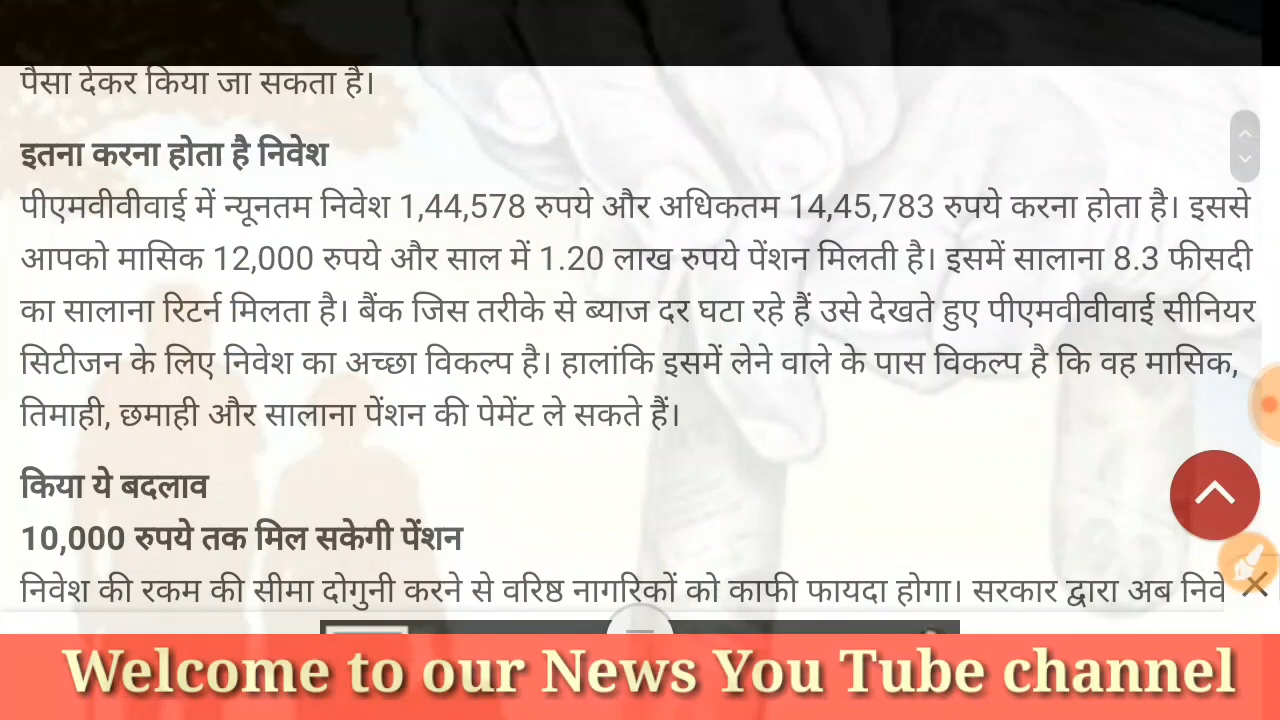 पैसा देकर किया जा सकता है।
इतना करना होता है निवेश
पीएमवीवीवाई में न्यूनतम निवेश 1,44,578 रुपये और अधिकतम 14,45,783 रुपये करना होता है। इससे
आपको मासिक 12,000 रुपये और साल में 1.20 लाख रुपये पेंशन मिलती है। इसमें सालाना 8.3 फीसदी
का सालाना रिटर्न मिलता है। बैंक जिस तरीके से ब्याज दर घटा रहे हैं उसे देखते हुए पीएमवीवीवाई सीनियर
सिटीजन के लिए निवेश का अच्छा विकल्प है। हालांकि इसमें लेने वाले के पास विकल्प है कि वह मासिक,
तिमाही, छमाही और सालाना पेंशन की पेमेंट ले सकते हैं।
किया ये बदलाव
10,000 रुपये तक मिल सकेगी पेंशन
निवेश की रकम की सीमा दोगुनी करने से वरिष्ठ नागरिकों को काफी फायदा होगा। सरकार द्वारा अब निवे
Welcome to our News You Tube channel